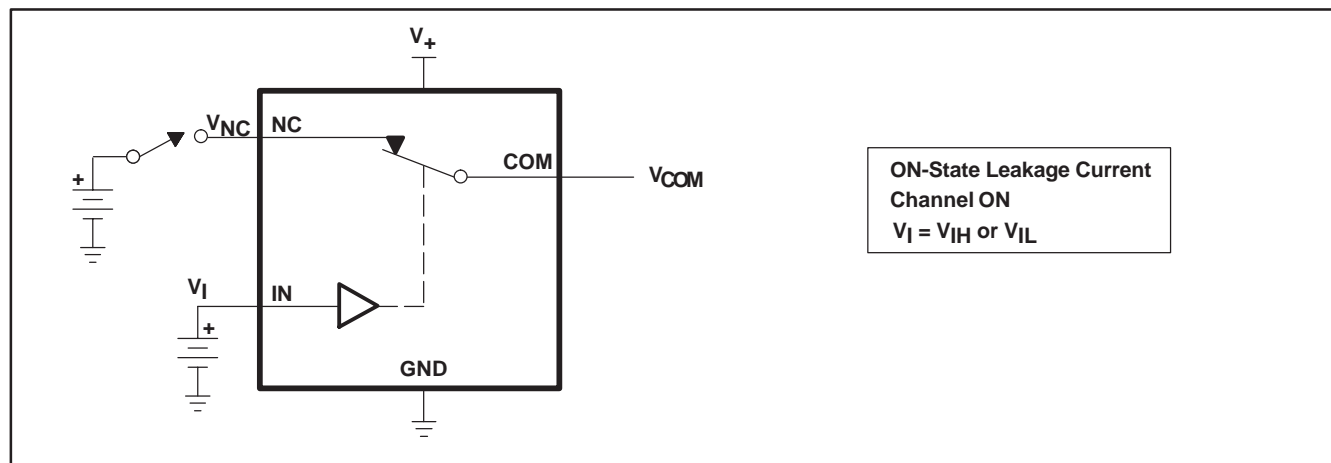 V+
VNC NC
COM
VCOM
+
VI IN
+
GND
ON-State Leakage Current
Channel ON
VI = VIH or VIL